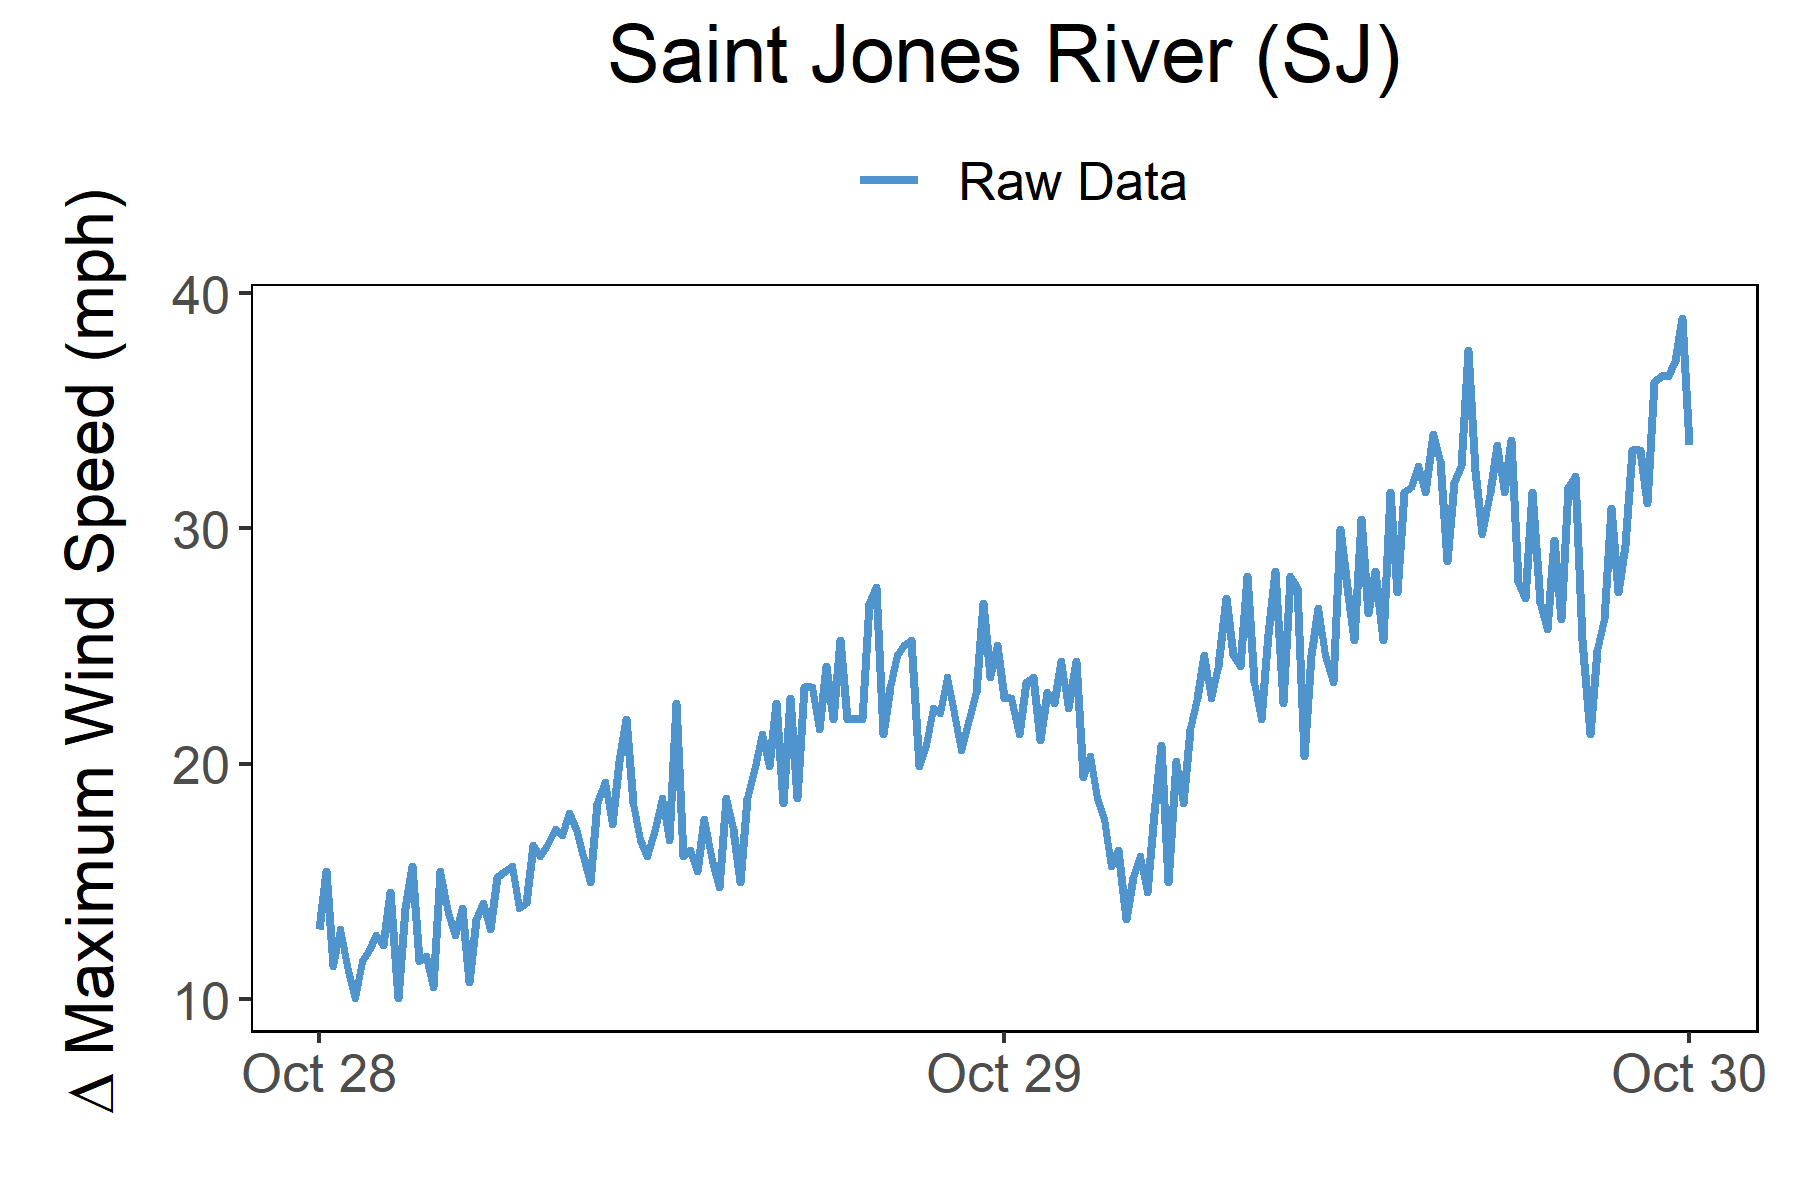 Saint Jones River (SJ)
Raw Data
Δ Maximum Wind Speed (mph)
40
30
20
10
Oct 28
Oct 29
Oct 30